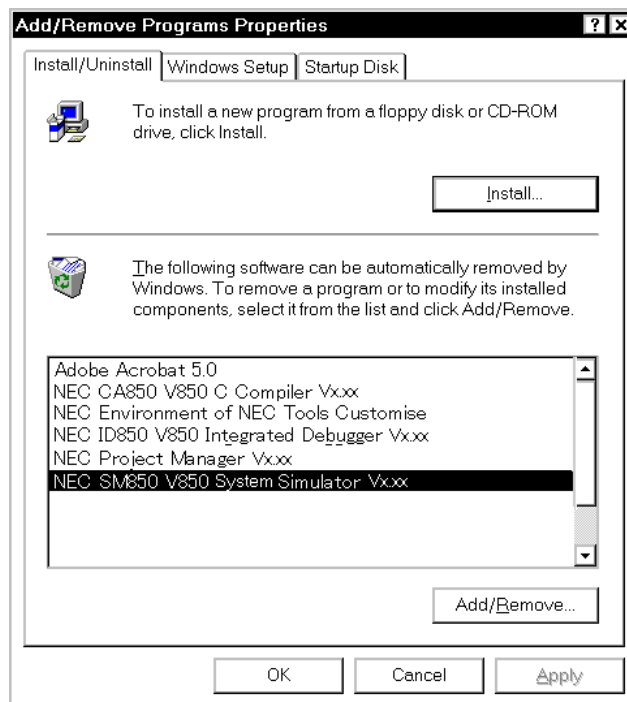 Add/Remove Programs Properties
Install/Uninstall
Windows Setup
Startup Disk
To install a new program from a floppy disk or CD-ROM
drive, click Install.
Install...
The following software can be automatically removed by
Windows. To remove a program or to modify its installed
components, select it from the list and click Add/Remove.
Adobe Acrobat 5.0
NEC CA850 V850 C Compiler Vx.xx
NEC Environment of NEC Tools Customise
NEC ID850 V850 Integrated Debugger Vx.xx
NEC Project Manager Vx.xx
NEC SM850 V850 System Simulator Vx.xx
Add/Remove...
OK
Cancel
Apply